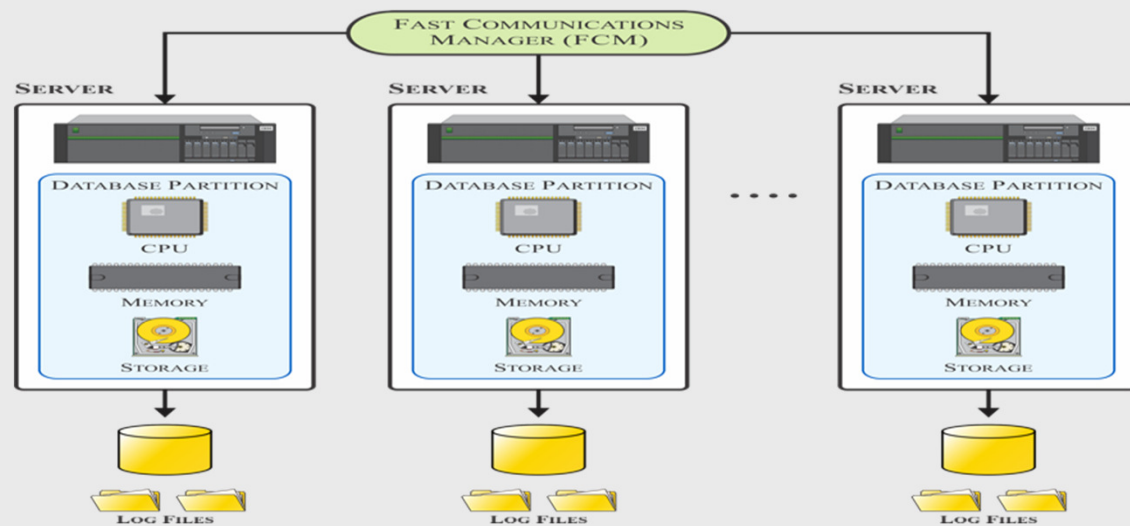 FAST COMMUNICATIONS
MANAGER (FCM)
SERVER
SERVER
SERVER
DATABASE PARTITION
CPU
MEMORY
STORAGE
DATABASE PARTITION
CPU
MEMORY
STORAGE
DATABASE PARTITION
CPU
MEMORY
STORAGE
LOG FILES
LOG FILES
LOG FILES